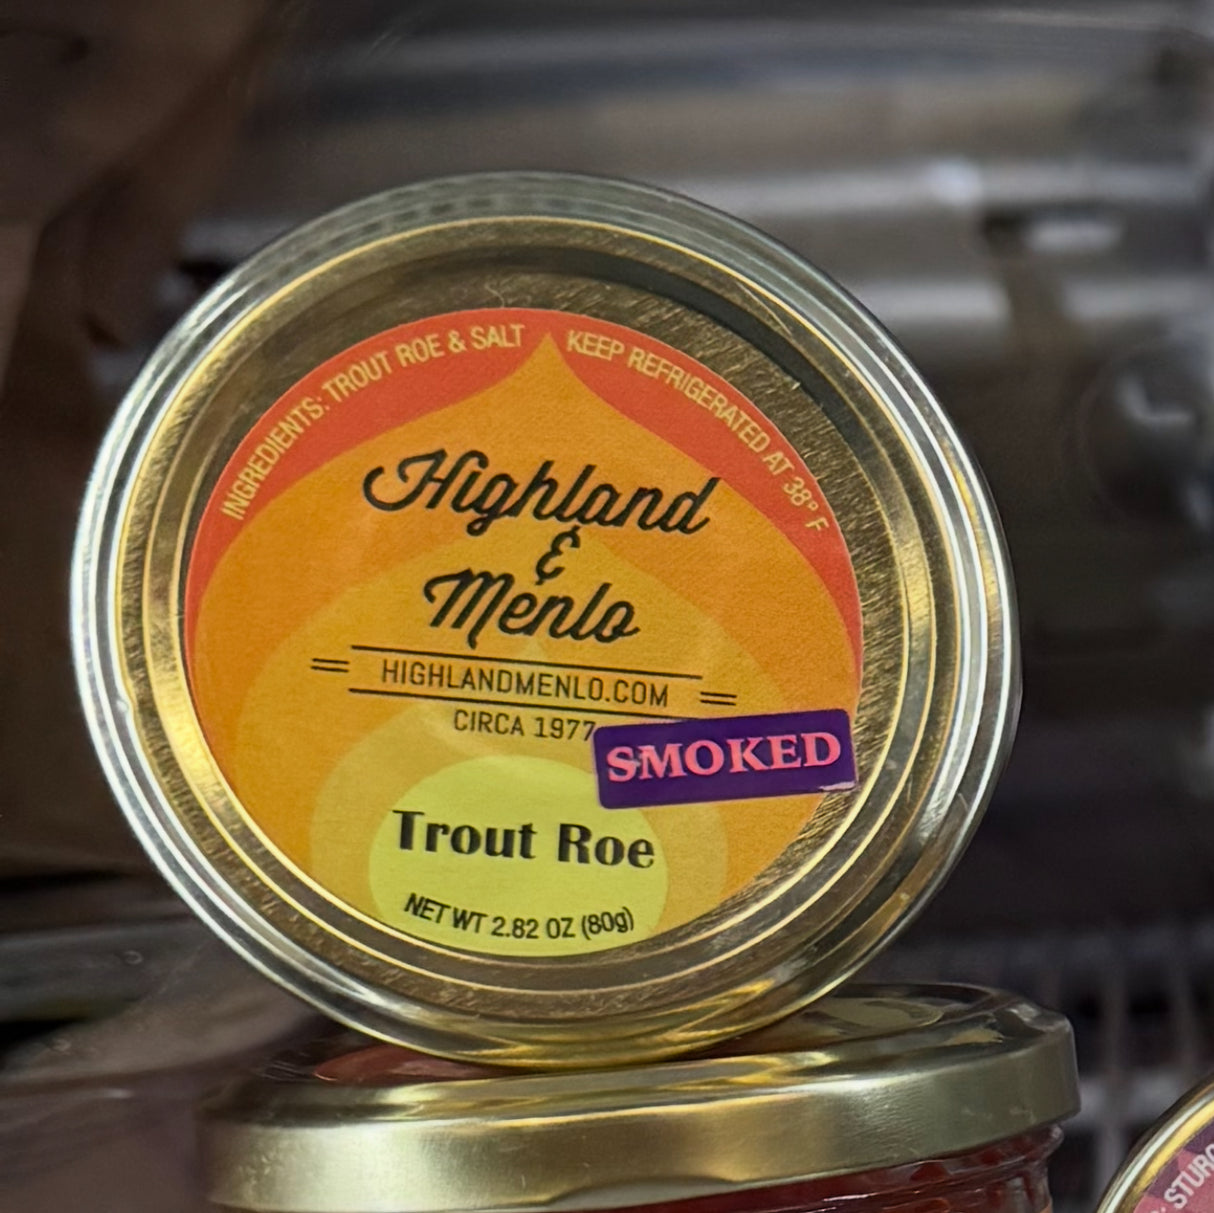 INGREDIENTS: TROUT ROE & SALT
KEEP REFRIGERATED AT 38° F
Highland
&
Menlo
HIGHLANDMENLO.COM
CIRCA 1977
SMOKED
Trout Roe
NET WT 2.82 OZ (80g)